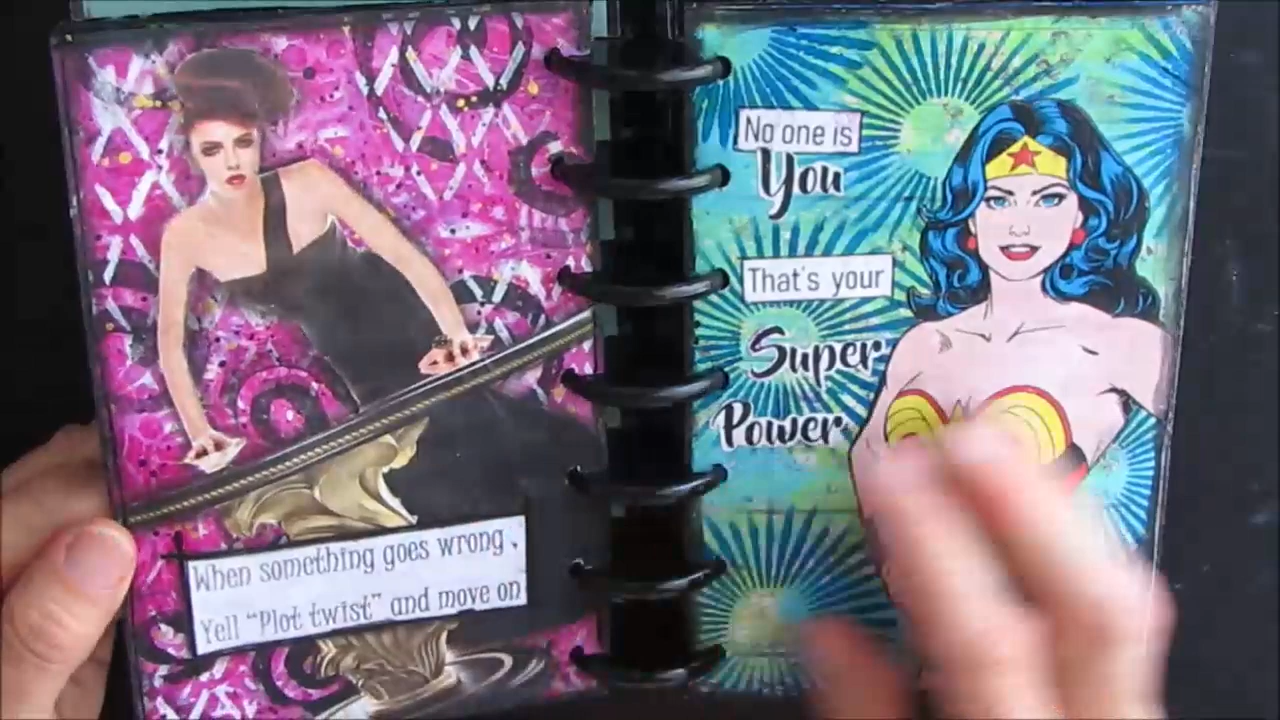 When something goes wrong,
Yell "Plot twist" and move on
No one is
You
That's your
Super
Power